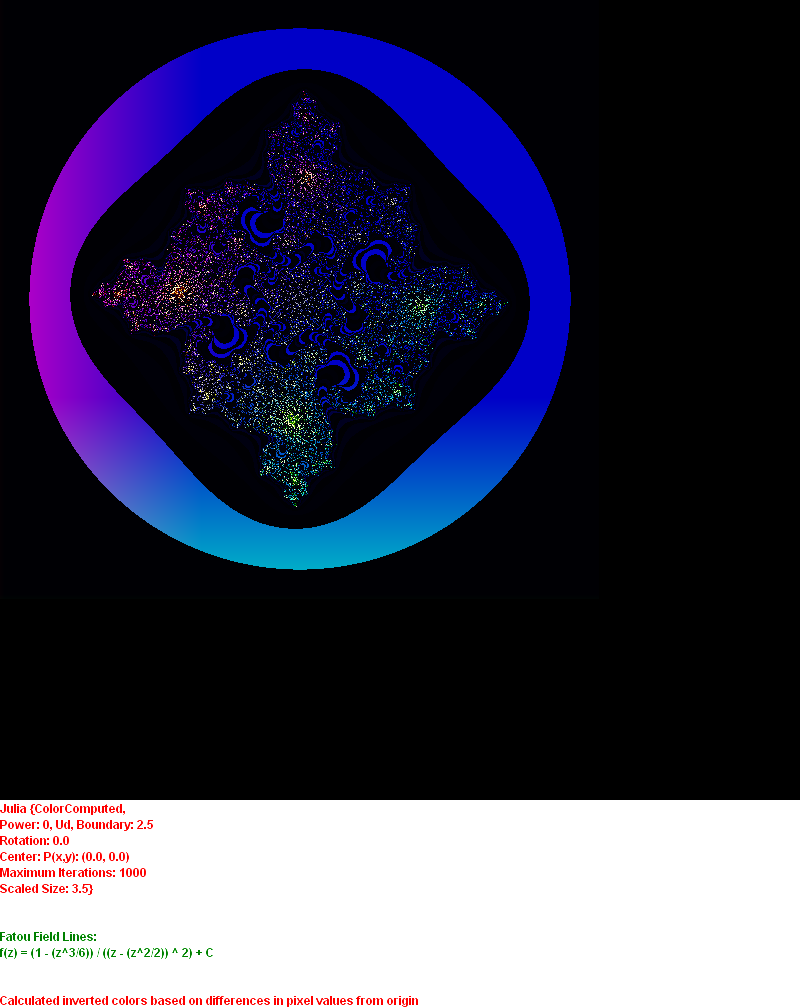 Julia {ColorComputed,
Power: 0, Ud, Boundary: 2.5
Rotation: 0.0
Center: P(x,y): (0.0, 0.0)
Maximum Iterations: 1000
Scaled Size: 3.5}
Fatou Field Lines:
f(z) = (1 - (z^3/6)) / ((z - (z^2/2)) ^ 2) + C
Calculated inverted colors based on differences in pixel values from origin